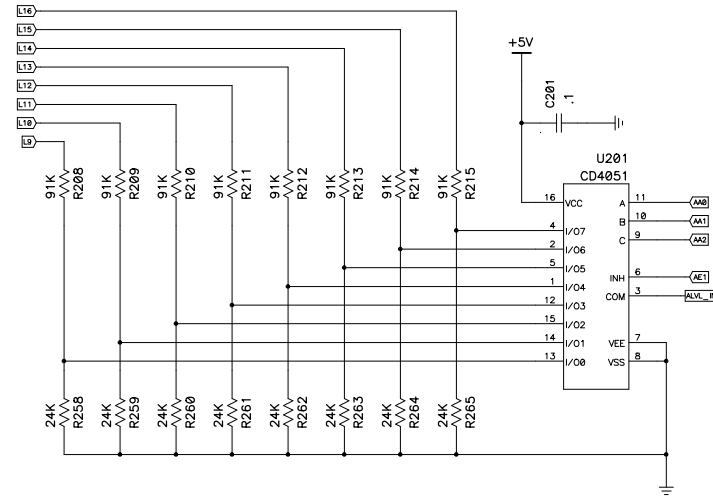 L16
L15
L14
L13
L12
L11
L10
L9
+5V
C201
.1
U201
CD4051
91K R208
91K R209
91K R210
91K R211
91K R212
91K R213
91K R214
91K R215
16 VCC A 11 AA0
B 10 AA1
C 9 AA2
4 I/O7
2 I/O6
5 I/O5 INH 6 AE1
1 I/O4 COM 3 ALVL_IN
12 I/O3
15 I/O2
14 I/O1 VEE 7
13 I/O0 VSS 8
24K R258
24K R259
24K R260
24K R261
24K R262
24K R263
24K R264
24K R265